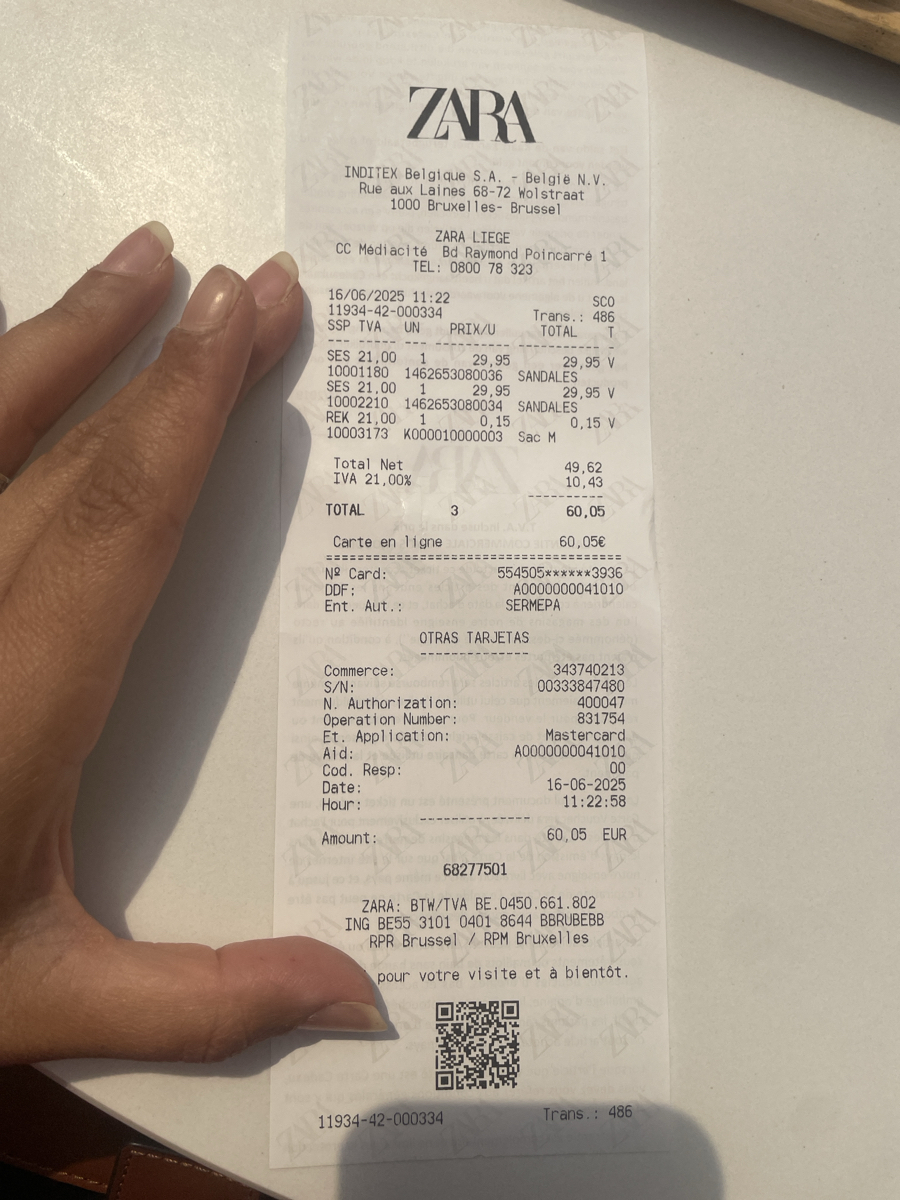 ZARA
INDITEX Belgique S.A. - België N.V.
Rue aux Laines 68-72 Wolstraat
1000 Bruxelles- Brussel
ZARA LIEGE
CC Médiacité Bd Raymond Poincarré 1
TEL: 0800 78 323
16/06/2025 11:22 SCO
11934-42-000334 Trans.: 486
SSP TVA UN PRIX/U TOTAL T
--- ----- --- ---------- ----------- -
SES 21,00 1 29,95 29,95 V
10001180 1462653080036 SANDALES
SES 21,00 1 29,95 29,95 V
10002210 1462653080034 SANDALES
REK 21,00 1 0,15 0,15 V
10003173 K000010000003 Sac M
Total Net 49,62
IVA 21,00% 10,43
----------
TOTAL 3 60,05
Carte en ligne 60,05€
======================================
Nº Card: 554505******3936
DDF: A0000000041010
Ent. Aut.: SERMEPA
OTRAS TARJETAS
--------------
Commerce: 343740213
S/N: 00333847480
N. Authorization: 400047
Operation Number: 831754
Et. Application: Mastercard
Aid: A0000000041010
Cod. Resp: 00
Date: 16-06-2025
Hour: 11:22:58
--------------
Amount: 60,05 EUR
68277501
ZARA: BTW/TVA BE.0450.661.802
ING BE55 3101 0401 8644 BBRUBEBB
RPR Brussel / RPM Bruxelles
pour votre visite et à bientôt.
11934-42-000334 Trans.: 486